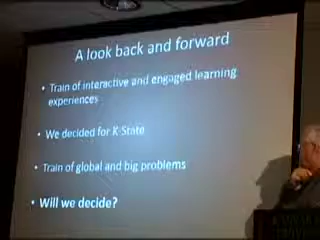 A look back and forward
• Train of interactive and engaged learning
experiences
• We decided for K-State
• Train of global and big problems
• Will we decide?